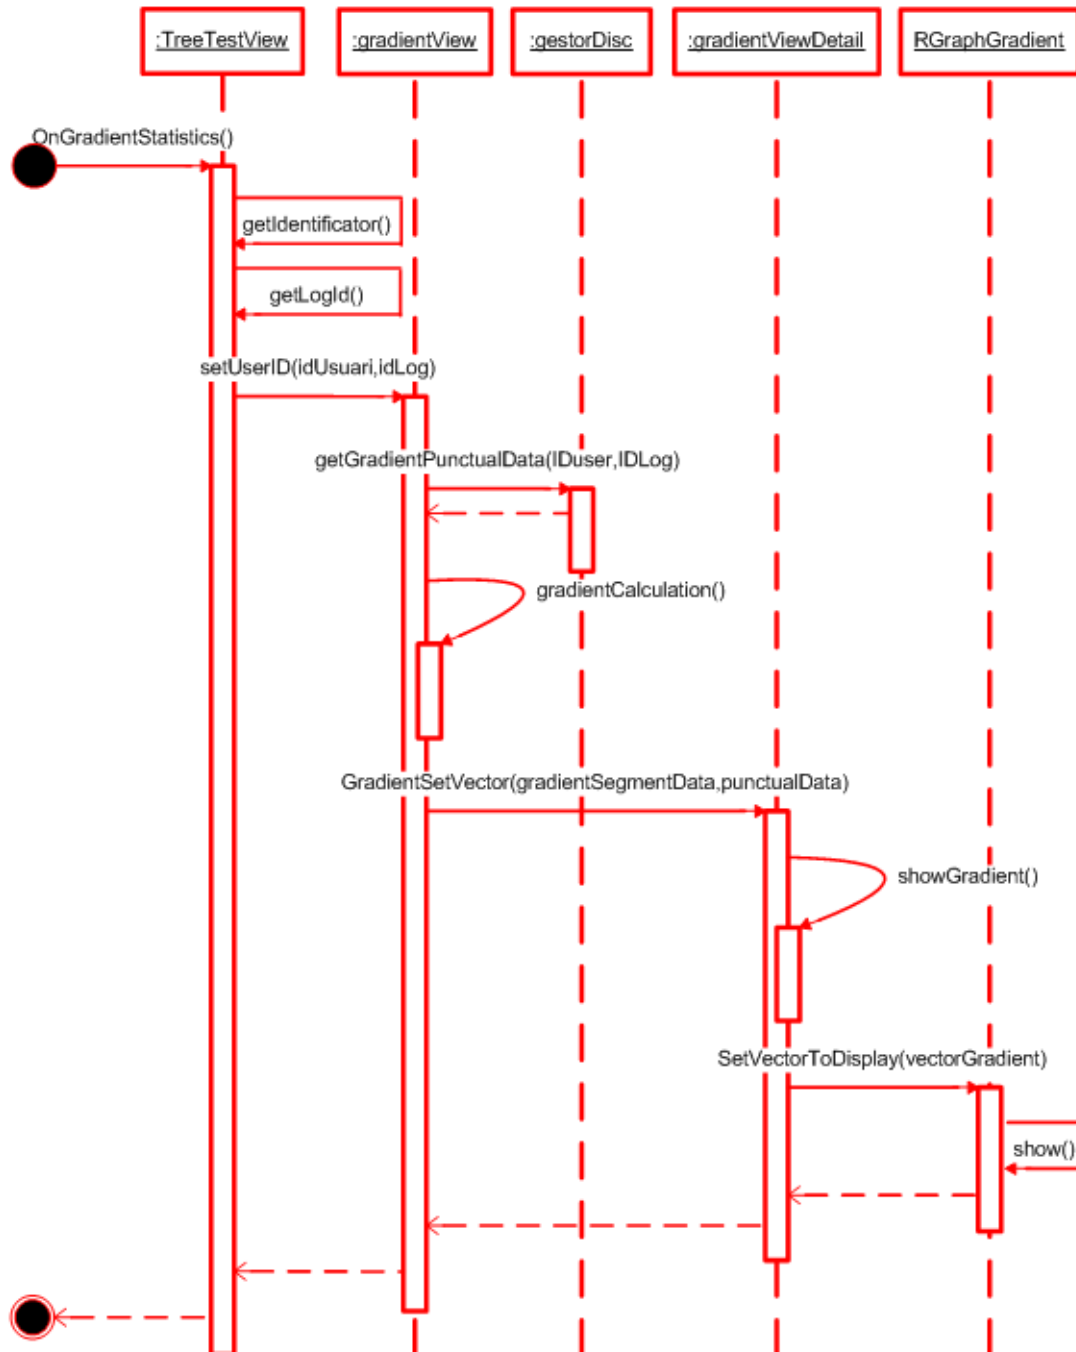 :TreeTestView :gradientView :gestorDisc :gradientViewDetail RGraphGradient
OnGradientStatistics()
getIdentificator()
getLogId()
setUserID(idUsuari,idLog)
getGradientPunctualData(IDuser,IDLog)
gradientCalculation()
GradientSetVector(gradientSegmentData,punctualData)
showGradient()
SetVectorToDisplay(vectorGradient)
show()